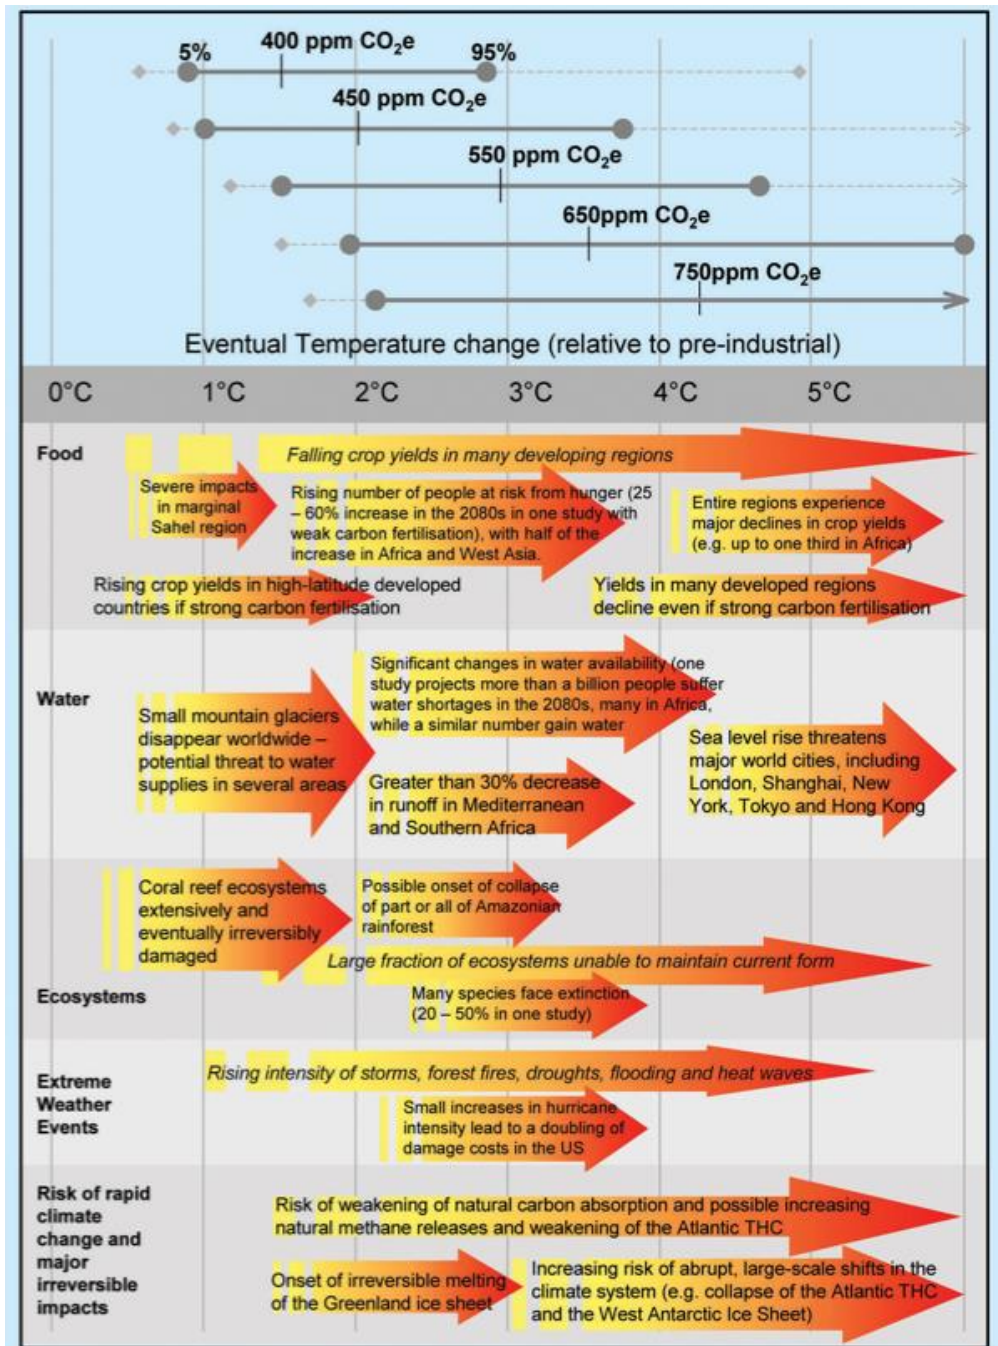 400 ppm CO₂e
5%
95%
450 ppm CO₂e
550 ppm CO₂e
650ppm CO₂e
750ppm CO₂e
Eventual Temperature change (relative to pre-industrial)
0°C 1°C 2°C 3°C 4°C 5°C
Food
Falling crop yields in many developing regions
Severe impacts
in marginal
Sahel region
Rising number of people at risk from hunger (25
– 60% increase in the 2080s in one study with
weak carbon fertilisation), with half of the
increase in Africa and West Asia.
Entire regions experience
major declines in crop yields
(e.g. up to one third in Africa)
Rising crop yields in high-latitude developed
countries if strong carbon fertilisation
Yields in many developed regions
decline even if strong carbon fertilisation
Water
Small mountain glaciers
disappear worldwide –
potential threat to water
supplies in several areas
Significant changes in water availability (one
study projects more than a billion people suffer
water shortages in the 2080s, many in Africa,
while a similar number gain water
Greater than 30% decrease
in runoff in Mediterranean
and Southern Africa
Sea level rise threatens
major world cities, including
London, Shanghai, New
York, Tokyo and Hong Kong
Ecosystems
Coral reef ecosystems
extensively and
eventually irreversibly
damaged
Possible onset of collapse
of part or all of Amazonian
rainforest
Large fraction of ecosystems unable to maintain current form
Many species face extinction
(20 – 50% in one study)
Extreme
Weather
Events
Rising intensity of storms, forest fires, droughts, flooding and heat waves
Small increases in hurricane
intensity lead to a doubling of
damage costs in the US
Risk of rapid
climate
change and
major
irreversible
impacts
Risk of weakening of natural carbon absorption and possible increasing
natural methane releases and weakening of the Atlantic THC
Onset of irreversible melting
of the Greenland ice sheet
Increasing risk of abrupt, large-scale shifts in the
climate system (e.g. collapse of the Atlantic THC
and the West Antarctic Ice Sheet)